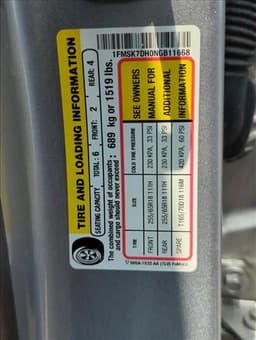 1FMSK7DH0NGB11668
TIRE AND LOADING INFORMATION
SEATING CAPACITY TOTAL: 6 FRONT: 2 REAR: 4
The combined weight of occupants
and cargo should never exceed: 689 kg or 1519 lbs.
TIRE SIZE COLD TIRE PRESSURE
FRONT 255/65R18 111H 230 KPA, 33 PSI
REAR 255/65R18 111H 230 KPA, 33 PSI
SPARE T165/70D18 116M 420 KPA, 60 PSI
SEE OWNERS
MANUAL FOR
ADDITIONAL
INFORMATION